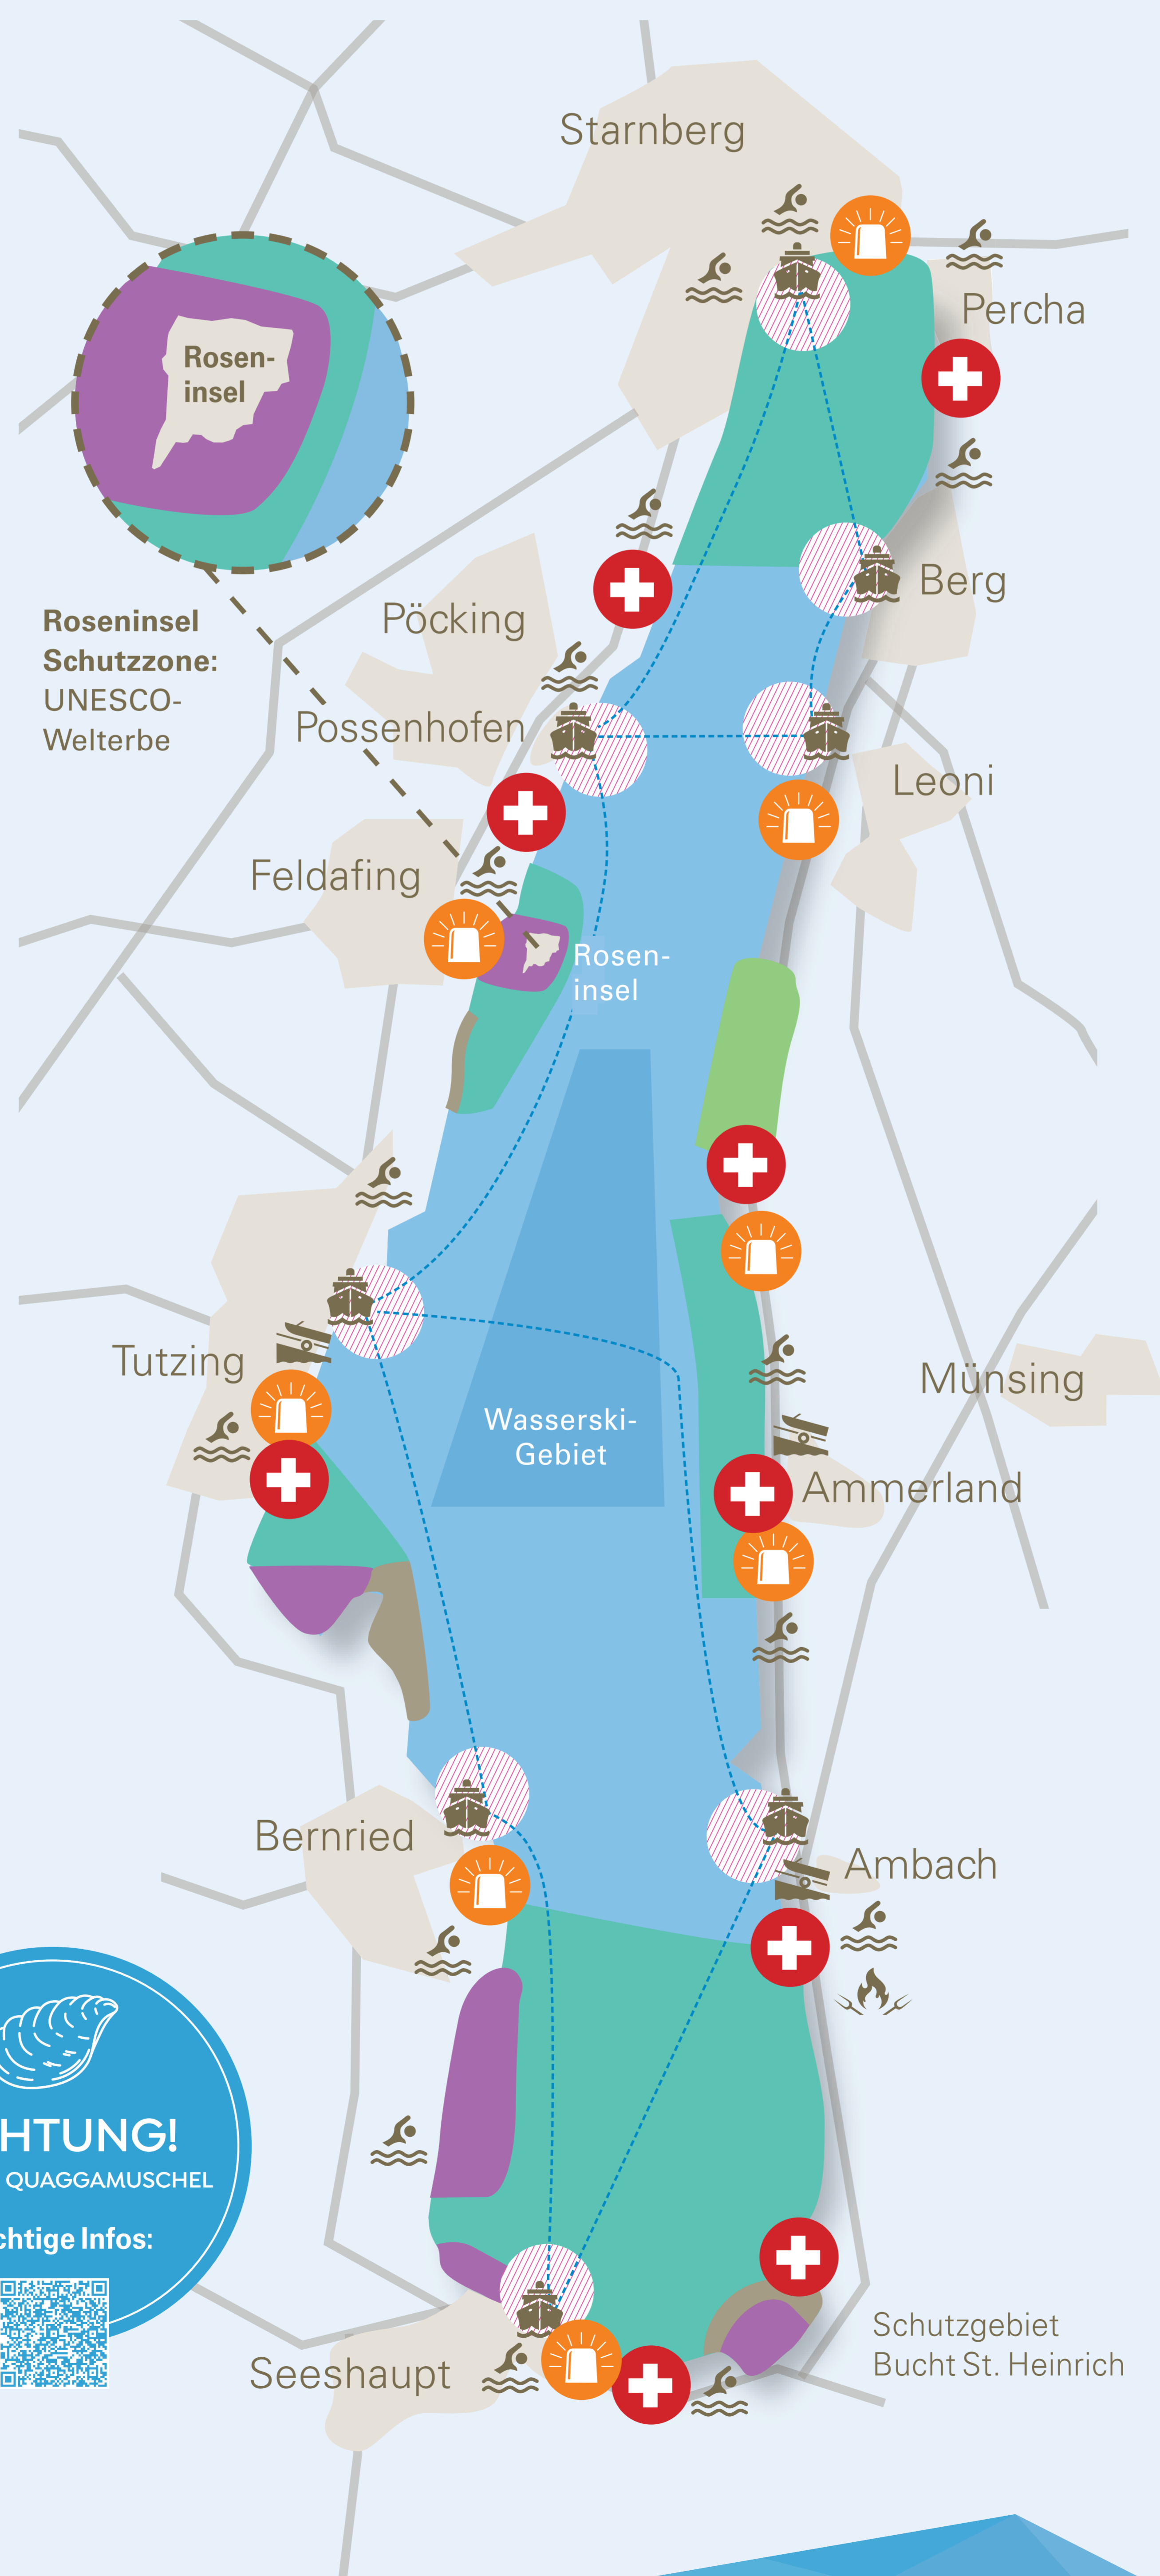 Starnberg
Percha
Rosen-
insel
Berg
Roseninsel
Schutzzone:
UNESCO-
Welterbe
Pöcking
Possenhofen
Leoni
Feldafing
Rosen-
insel
Tutzing
Münsing
Wasserski-
Gebiet
Ammerland
Bernried
Ambach
HTUNG!
QUAGGAMUSCHEL
chtige Infos:
Schutzgebiet
Bucht St. Heinrich
Seeshaupt